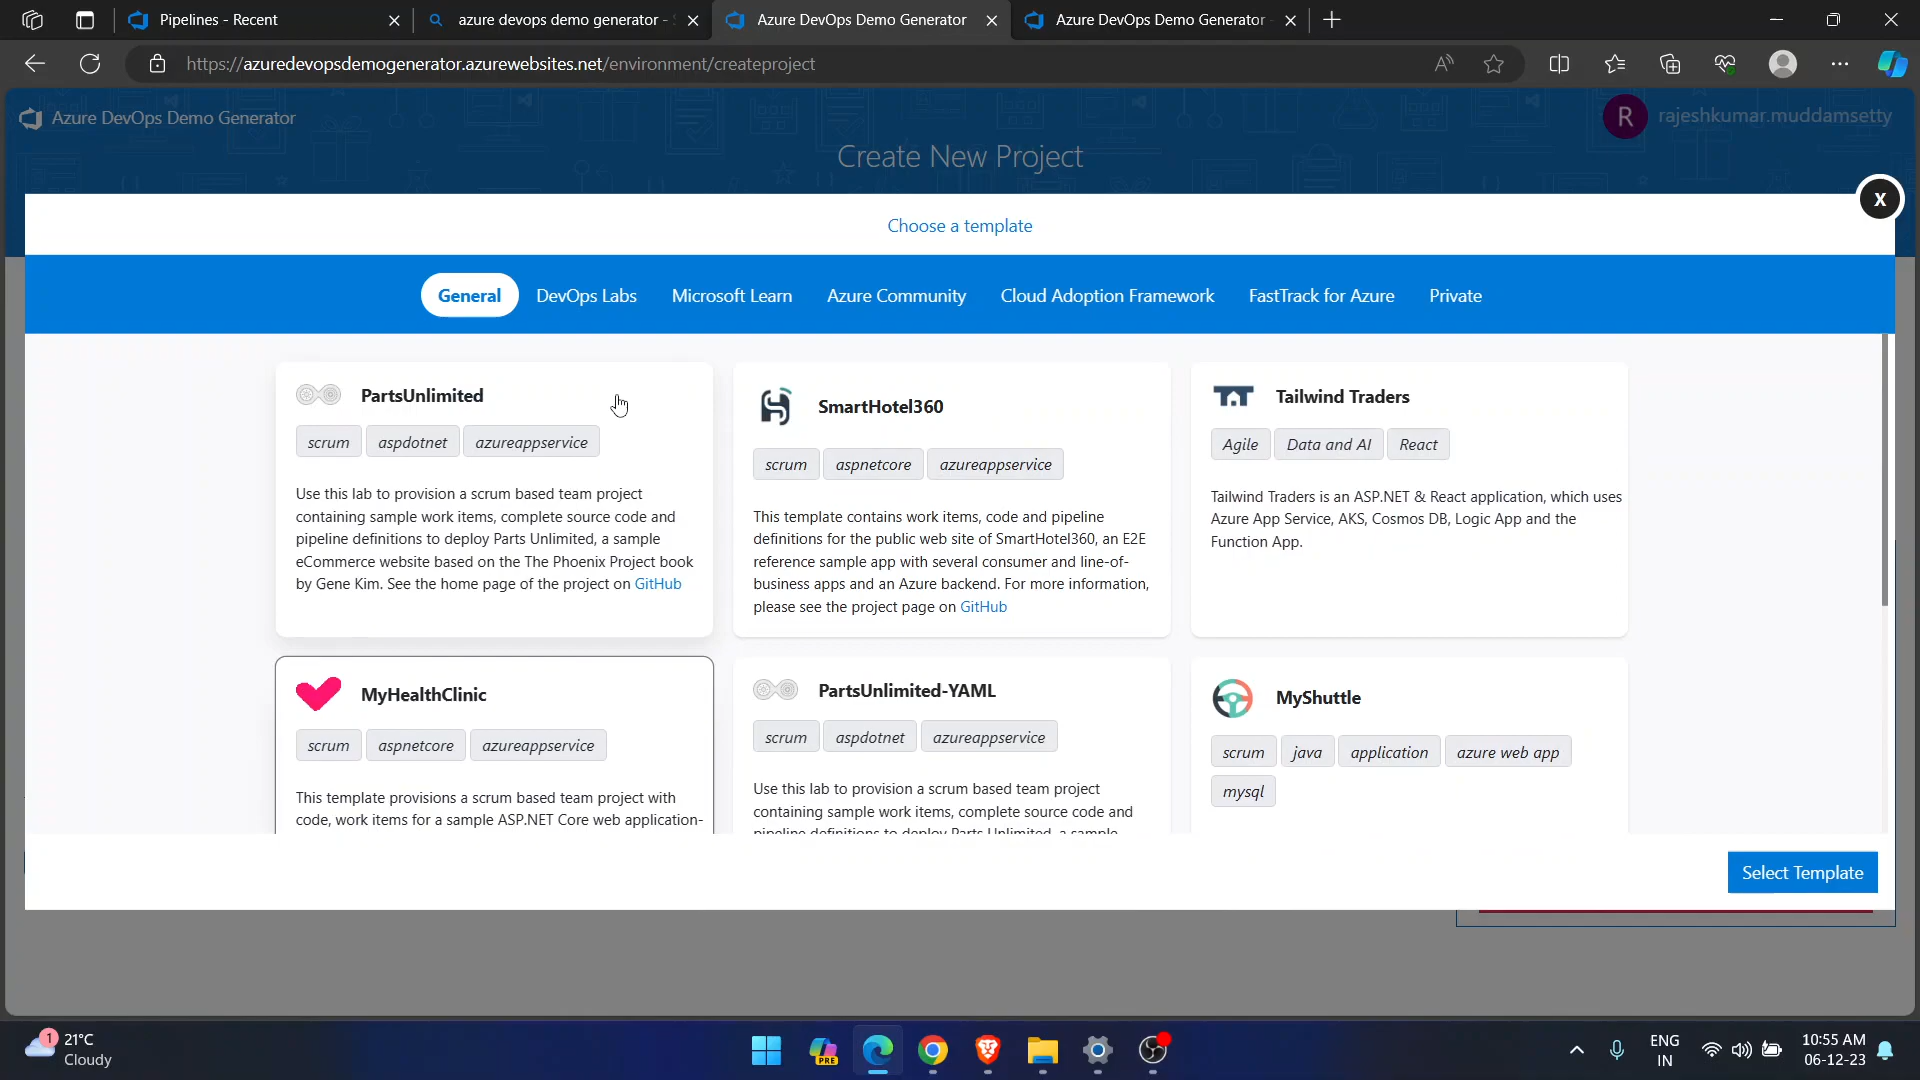 Pipelines - Recent
azure devops demo generator -
Azure DevOps Demo Generator
Azure DevOps Demo Generator
https://azuredevopsdemogenerator.azurewebsites.net/environment/createproject
Azure DevOps Demo Generator
R
rajeshkumar.muddamsetty
Create New Project
X
Choose a template
General
DevOps Labs
Microsoft Learn
Azure Community
Cloud Adoption Framework
FastTrack for Azure
Private
PartsUnlimited
scrum
aspdotnet
azureappservice
Use this lab to provision a scrum based team project
containing sample work items, complete source code and
pipeline definitions to deploy Parts Unlimited, a sample
eCommerce website based on the The Phoenix Project book
by Gene Kim. See the home page of the project on GitHub
SmartHotel360
scrum
aspnetcore
azureappservice
This template contains work items, code and pipeline
definitions for the public web site of SmartHotel360, an E2E
reference sample app with several consumer and line-of-
business apps and an Azure backend. For more information,
please see the project page on GitHub
Tailwind Traders
Agile
Data and AI
React
Tailwind Traders is an ASP.NET & React application, which uses
Azure App Service, AKS, Cosmos DB, Logic App and the
Function App.
MyHealthClinic
scrum
aspnetcore
azureappservice
This template provisions a scrum based team project with
code, work items for a sample ASP.NET Core web application-
PartsUnlimited-YAML
scrum
aspdotnet
azureappservice
Use this lab to provision a scrum based team project
containing sample work items, complete source code and
pipeline definitions to deploy Parts Unlimited, a sample
MyShuttle
scrum
java
application
azure web app
mysql
Select Template
1
21°C
Cloudy
PRE
ENG
IN
10:55 AM
06-12-23